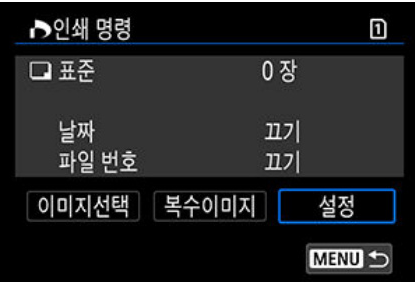 인쇄 명령 1
표준 0 장
날짜 끄기
파일 번호 끄기
이미지선택 복수이미지 설정
MENU